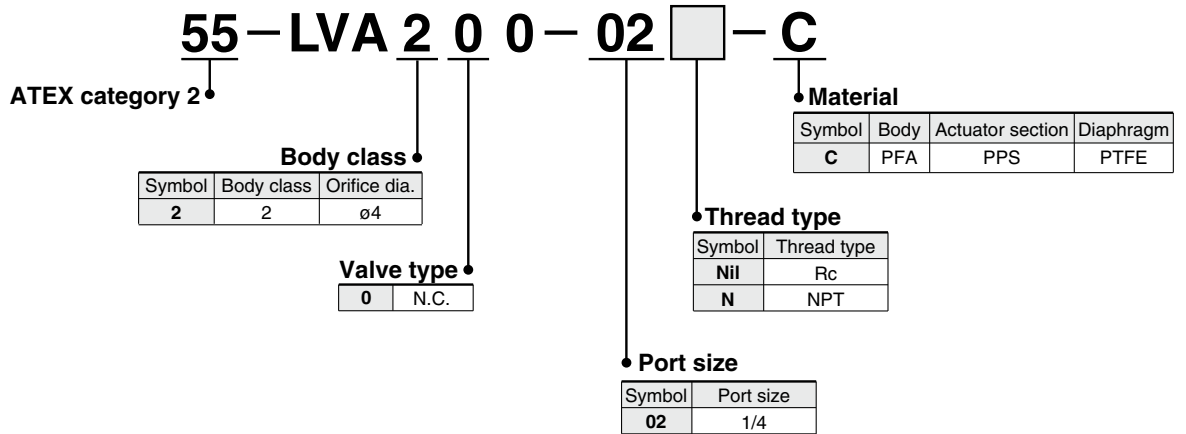 55－LVA 2 0 0－02 □－C
ATEX category 2
Material
Symbol Body Actuator section Diaphragm
C PFA PPS PTFE
Body class
Symbol Body class Orifice dia.
2 2 ø4
Thread type
Symbol Thread type
Nil Rc
N NPT
Valve type
0 N.C.
Port size
Symbol Port size
02 1/4